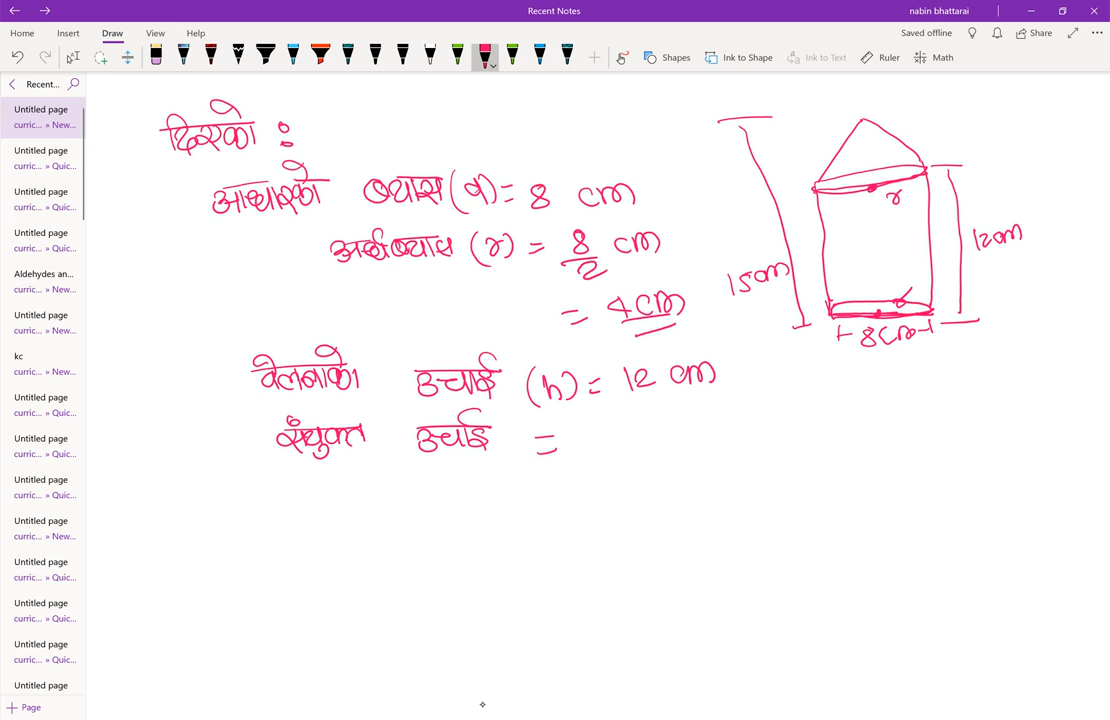 Recent Notes
nabin bhattarai
Home Insert Draw View Help
Saved offline Share
Shapes Ink to Shape Ink to Text Ruler Math
Recent...
Untitled page
curric... » New...
Untitled page
curric... » Quic...
Untitled page
curric... » Quic...
Untitled page
curric... » Quic...
Aldehydes an...
curric... » Quic...
Untitled page
curric... » New...
kc
curric... » Quic...
Untitled page
curric... » Quic...
Untitled page
curric... » Quic...
Untitled page
curric... » Quic...
Untitled page
curric... » New...
Untitled page
curric... » Quic...
Untitled page
curric... » Quic...
Untitled page
curric... » Quic...
Untitled page
+ Page
दिएको :
आधारको व्यास (d) = 8 cm
अर्धव्यास (r) = 8/2 cm
= 4 cm
वेलनाको उचाई (h) = 12 cm
संयुक्त उचाई =
r
15cm
12cm
8cm